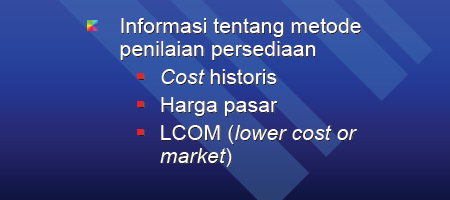 Informasi tentang metode
penilaian persediaan
Cost historis
Harga pasar
LCOM (lower cost or
market)